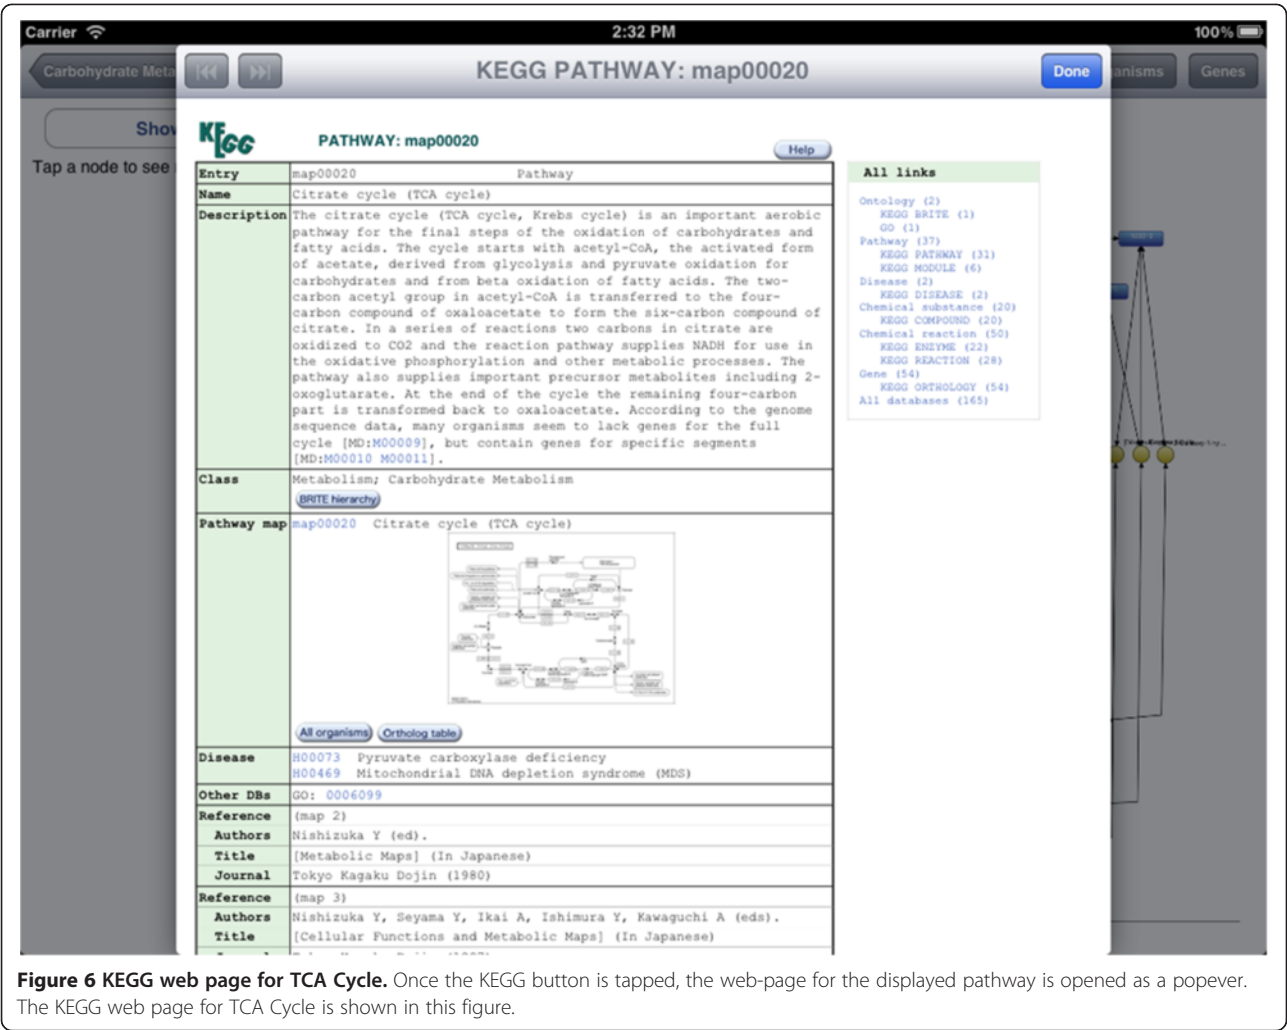 Carrier 2:32 PM 100%
Carbohydrate Meta KEGG PATHWAY: map00020 Done anisms Genes
Show
Tap a node to see
KEGG PATHWAY: map00020
Help
Entry map00020 Pathway
Name Citrate cycle (TCA cycle)
Description The citrate cycle (TCA cycle, Krebs cycle) is an important aerobic
pathway for the final steps of the oxidation of carbohydrates and
fatty acids. The cycle starts with acetyl-CoA, the activated form
of acetate, derived from glycolysis and pyruvate oxidation for
carbohydrates and from beta oxidation of fatty acids. The two-
carbon acetyl group in acetyl-CoA is transferred to the four-
carbon compound of oxaloacetate to form the six-carbon compound of
citrate. In a series of reactions two carbons in citrate are
oxidized to CO2 and the reaction pathway supplies NADH for use in
the oxidative phosphorylation and other metabolic processes. The
pathway also supplies important precursor metabolites including 2-
oxoglutarate. At the end of the cycle the remaining four-carbon
part is transformed back to oxaloacetate. According to the genome
sequence data, many organisms seem to lack genes for the full
cycle [MD:M00009], but contain genes for specific segments
[MD:M00010 M00011].
Class Metabolism; Carbohydrate Metabolism
BRITE hierarchy
Pathway map map00020 Citrate cycle (TCA cycle)
All organisms Ortholog table
Disease H00073 Pyruvate carboxylase deficiency
H00469 Mitochondrial DNA depletion syndrome (MDS)
Other DBs GO: 0006099
Reference (map 2)
Authors Nishizuka Y (ed).
Title [Metabolic Maps] (In Japanese)
Journal Tokyo Kagaku Dojin (1980)
Reference (map 3)
Authors Nishizuka Y, Seyama Y, Ikai A, Ishimura Y, Kawaguchi A (eds).
Title [Cellular Functions and Metabolic Maps] (In Japanese)
All links
Ontology (2)
KEGG BRITE (1)
GO (1)
Pathway (37)
KEGG PATHWAY (31)
KEGG MODULE (6)
Disease (2)
KEGG DISEASE (2)
Chemical substance (20)
KEGG COMPOUND (20)
Chemical reaction (50)
KEGG ENZYME (22)
KEGG REACTION (28)
Gene (54)
KEGG ORTHOLOGY (54)
All databases (165)
Figure 6 KEGG web page for TCA Cycle. Once the KEGG button is tapped, the web-page for the displayed pathway is opened as a popever.
The KEGG web page for TCA Cycle is shown in this figure.